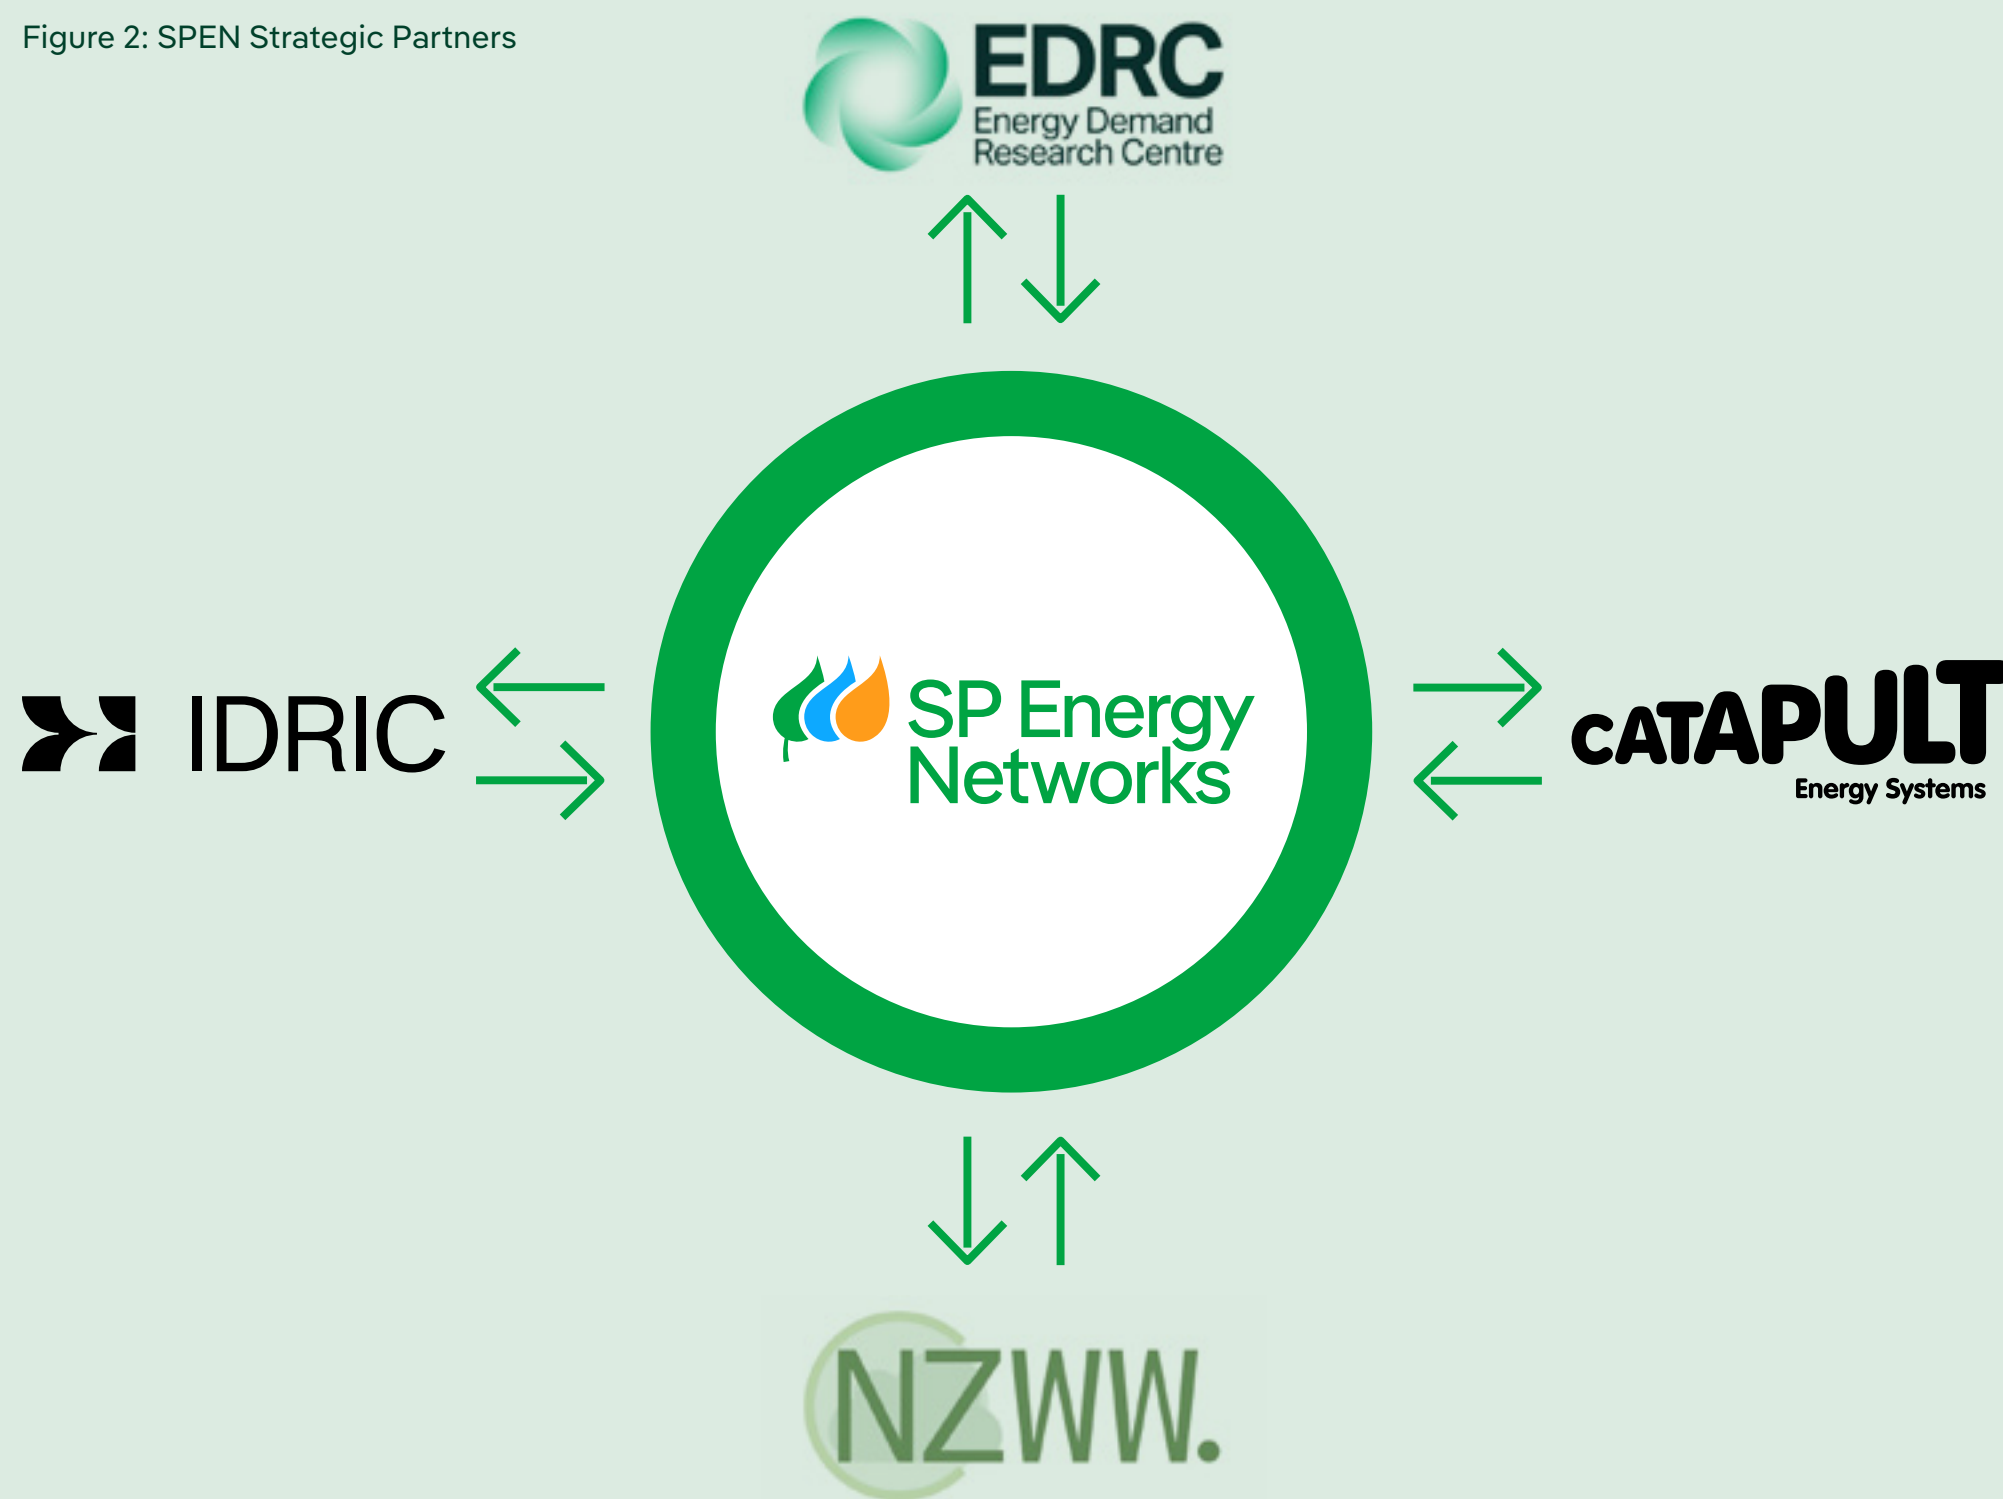 Figure 2: SPEN Strategic Partners
EDRC
Energy Demand
Research Centre
IDRIC
SP Energy
Networks
CATAPULT
Energy Systems
NZWW.